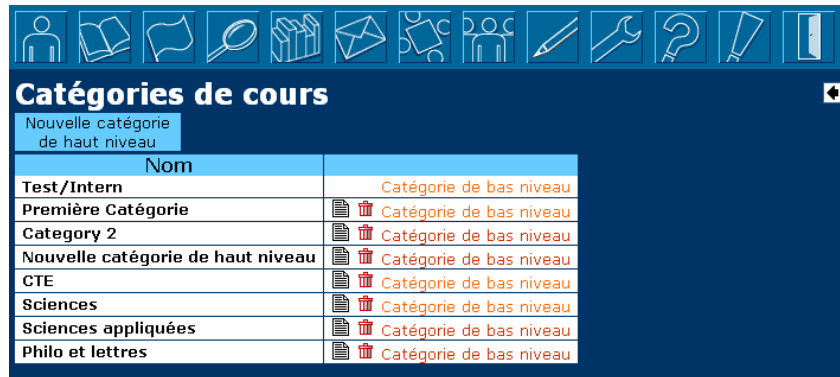 Catégories de cours
Nouvelle catégorie
de haut niveau
Nom
Test/Intern Catégorie de bas niveau
Première Catégorie Catégorie de bas niveau
Category 2 Catégorie de bas niveau
Nouvelle catégorie de haut niveau Catégorie de bas niveau
CTE Catégorie de bas niveau
Sciences Catégorie de bas niveau
Sciences appliquées Catégorie de bas niveau
Philo et lettres Catégorie de bas niveau